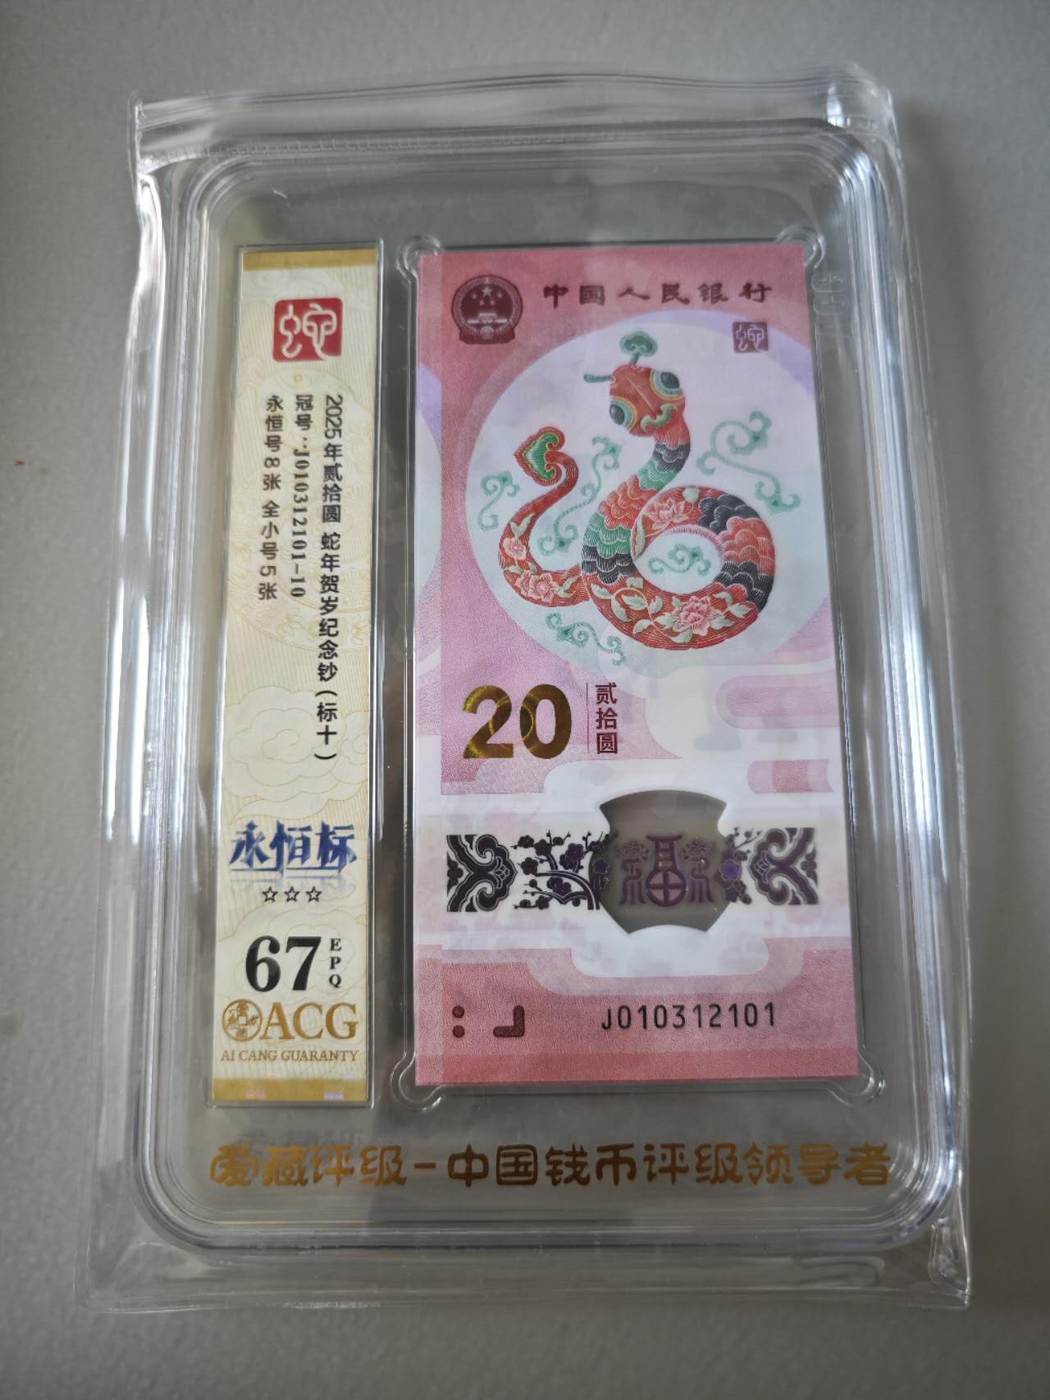 蛇
2025年贰拾圆 蛇年贺岁纪念钞(标十)
冠号:J010312101-10
永恒号8张 全小号5张
永恒标
☆☆☆
67 EPQ
ACG
AI CANG GUARANTY
中国人民银行
蛇
20 贰拾圆
福
J010312101
爱藏评级-中国钱币评级领导者